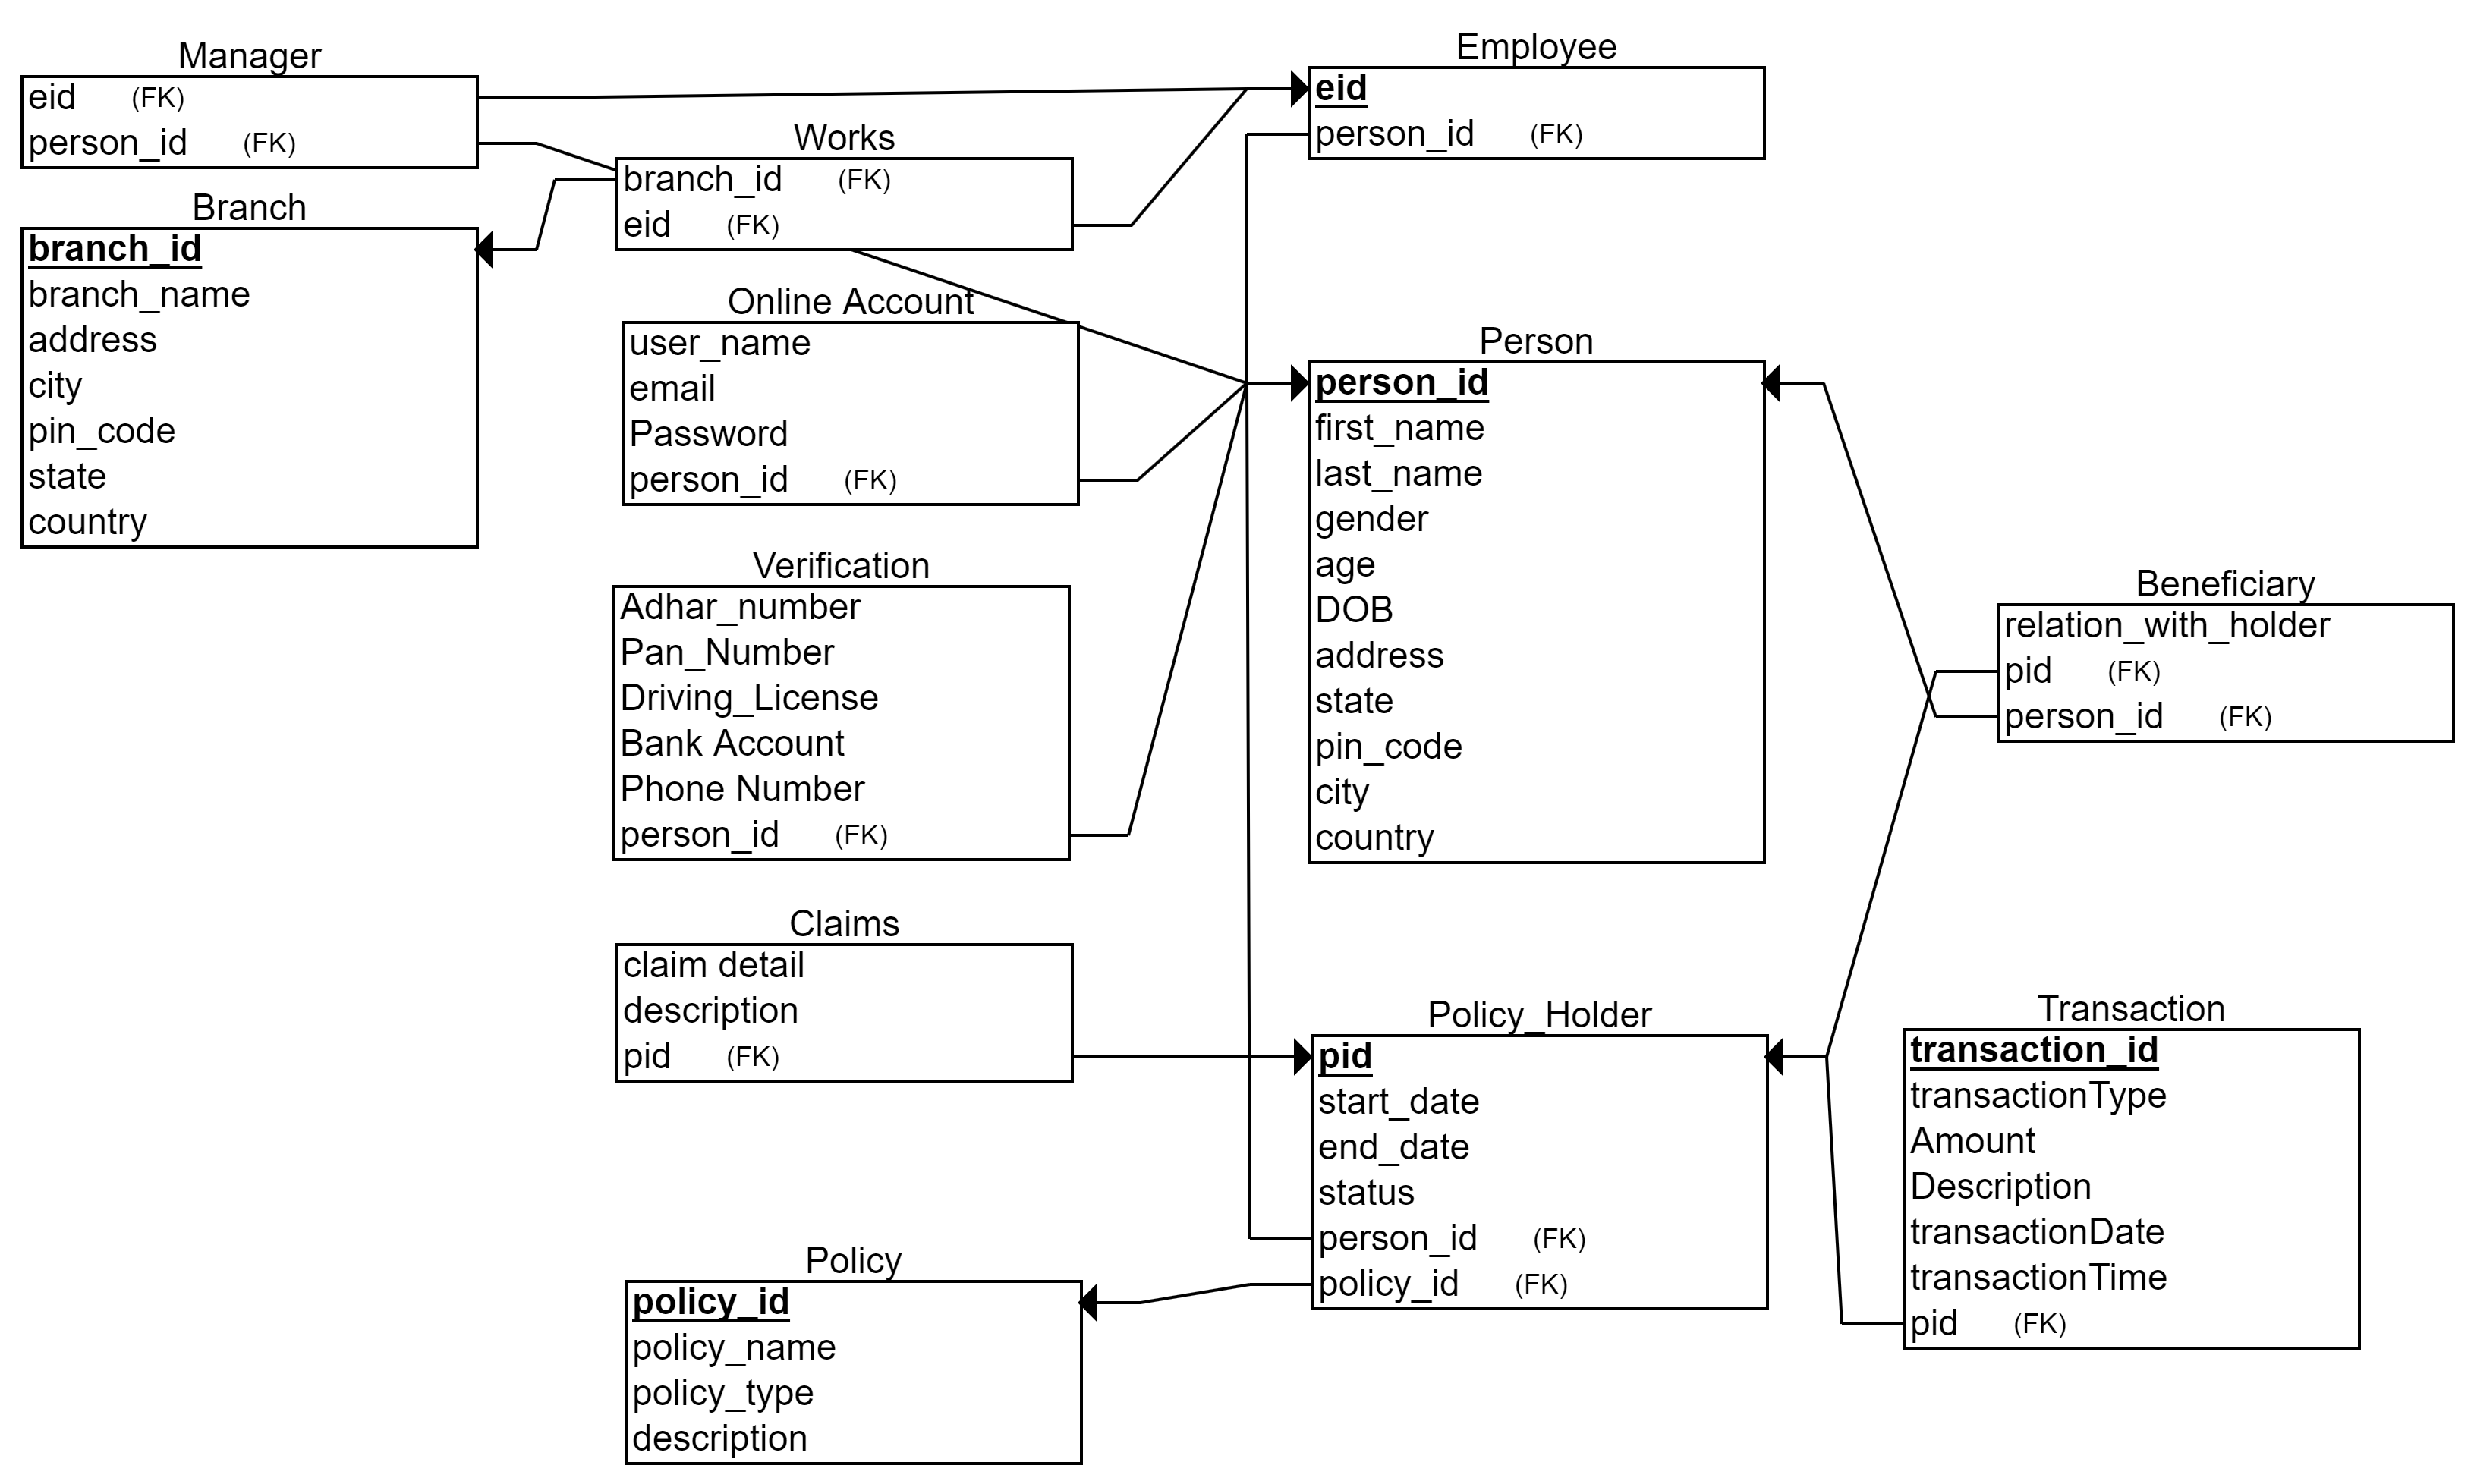 Manager
eid (FK)
person_id (FK)
Branch
branch_id
branch_name
address
city
pin_code
state
country
Works
branch_id (FK)
eid (FK)
Online Account
user_name
email
Password
person_id (FK)
Verification
Adhar_number
Pan_Number
Driving_License
Bank Account
Phone Number
person_id (FK)
Claims
claim detail
description
pid (FK)
Policy
policy_id
policy_name
policy_type
description
Employee
eid
person_id (FK)
Person
person_id
first_name
last_name
gender
age
DOB
address
state
pin_code
city
country
Policy_Holder
pid
start_date
end_date
status
person_id (FK)
policy_id (FK)
Beneficiary
relation_with_holder
pid (FK)
person_id (FK)
Transaction
transaction_id
transactionType
Amount
Description
transactionDate
transactionTime
pid (FK)